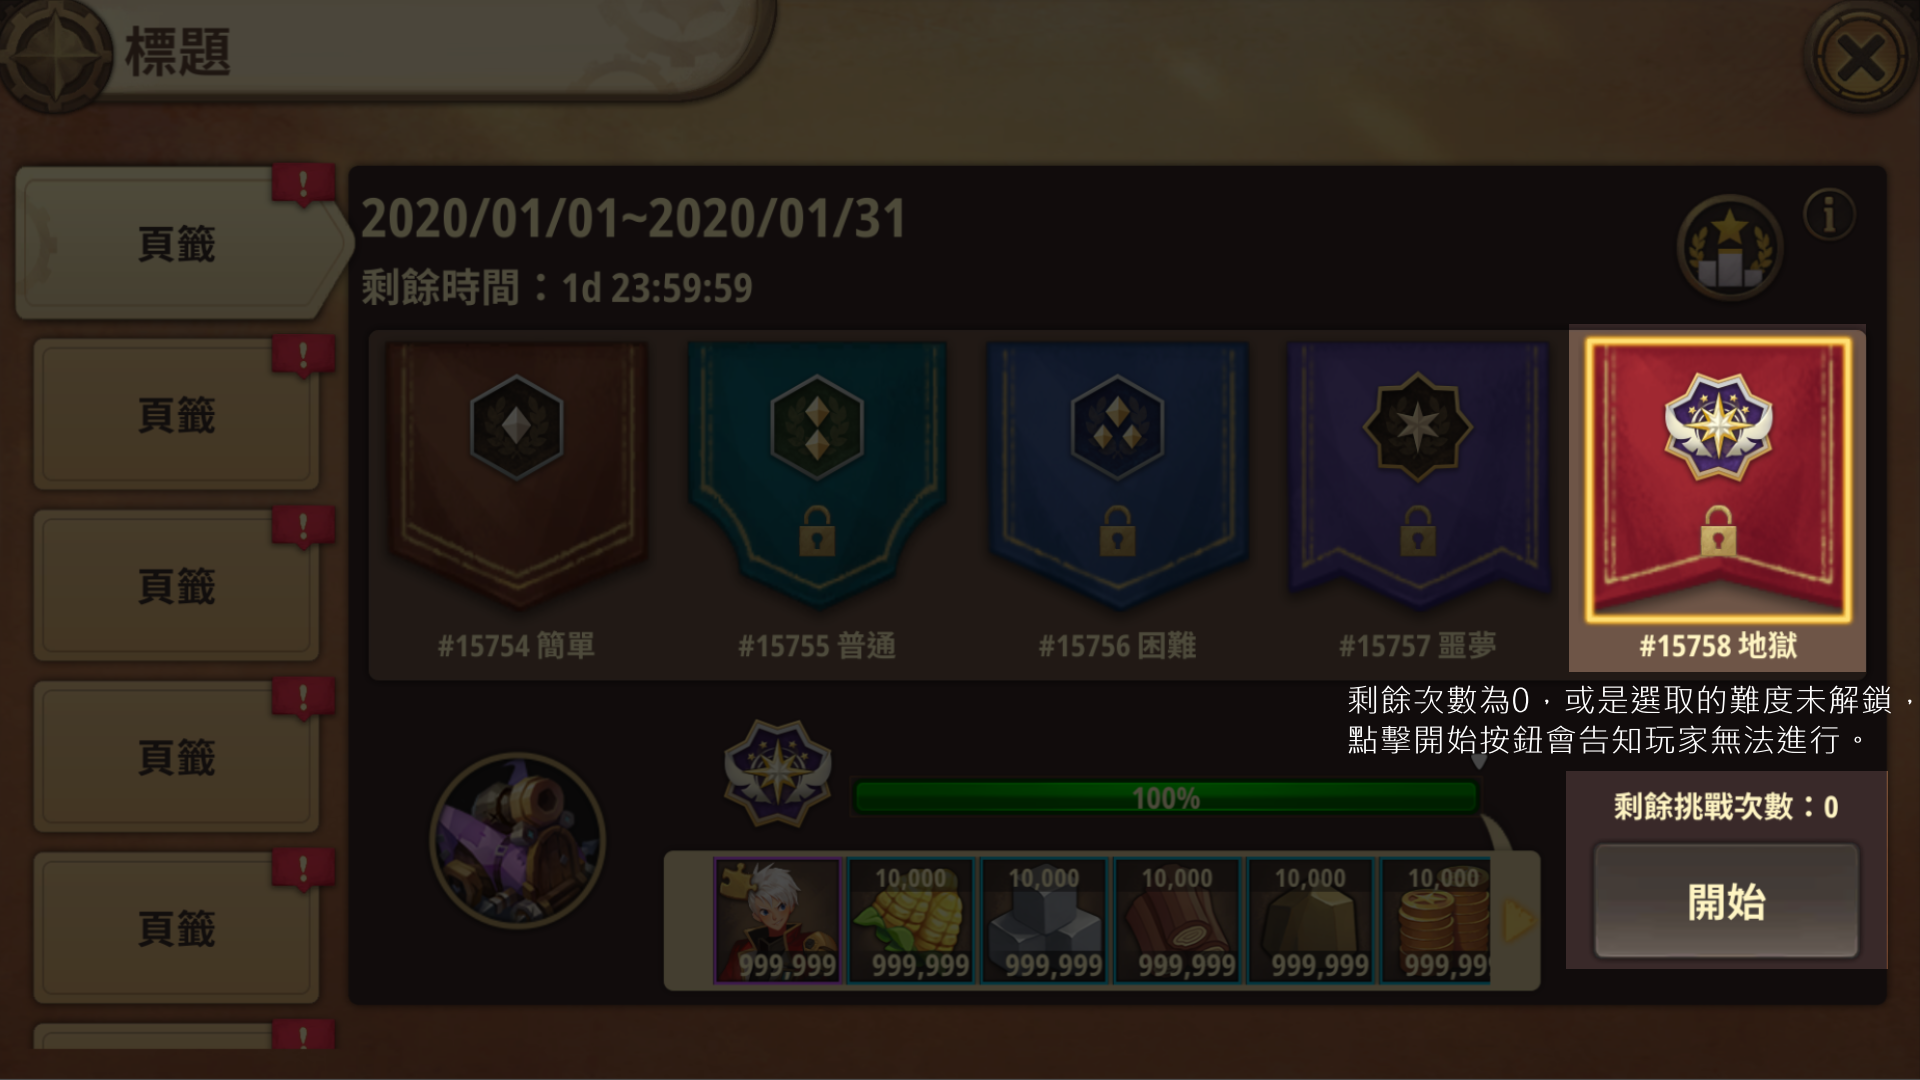 標題
頁籤
頁籤
頁籤
頁籤
頁籤
2020/01/01~2020/01/31
剩餘時間：1d 23:59:59
#15754 簡單
#15755 普通
#15756 困難
#15757 噩夢
#15758 地獄
剩餘次數為0，或是選取的難度未解鎖，
點擊開始按鈕會告知玩家無法進行。
100%
剩餘挑戰次數：0
開始
10,000 10,000 10,000 10,000 10,000
999,999 999,999 999,999 999,999 999,999 999,999